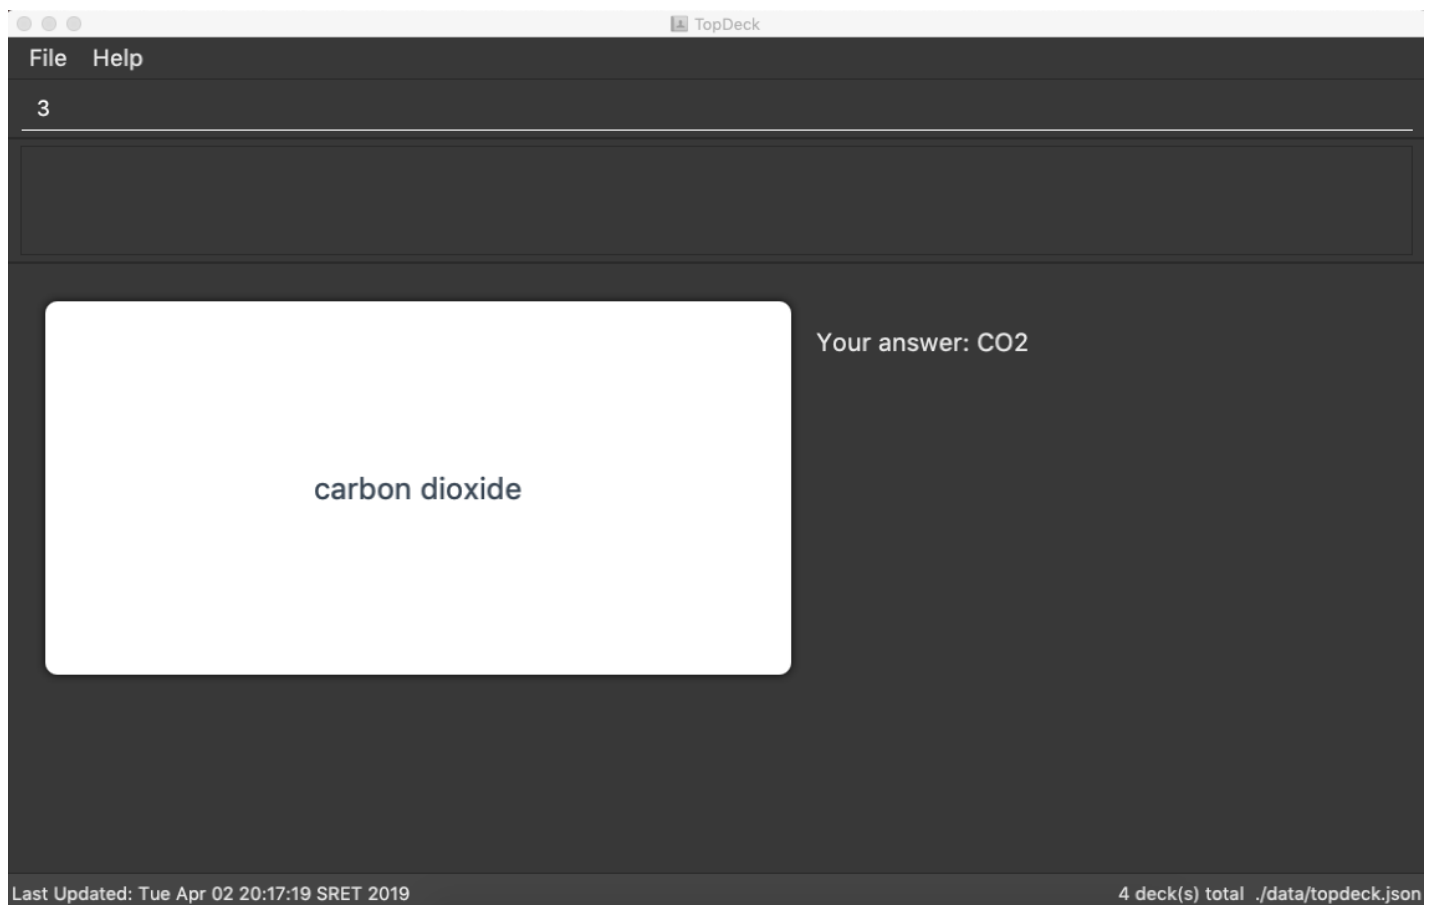 TopDeck
File Help
3
Your answer: CO2
carbon dioxide
Last Updated: Tue Apr 02 20:17:19 SRET 2019 4 deck(s) total ./data/topdeck.json